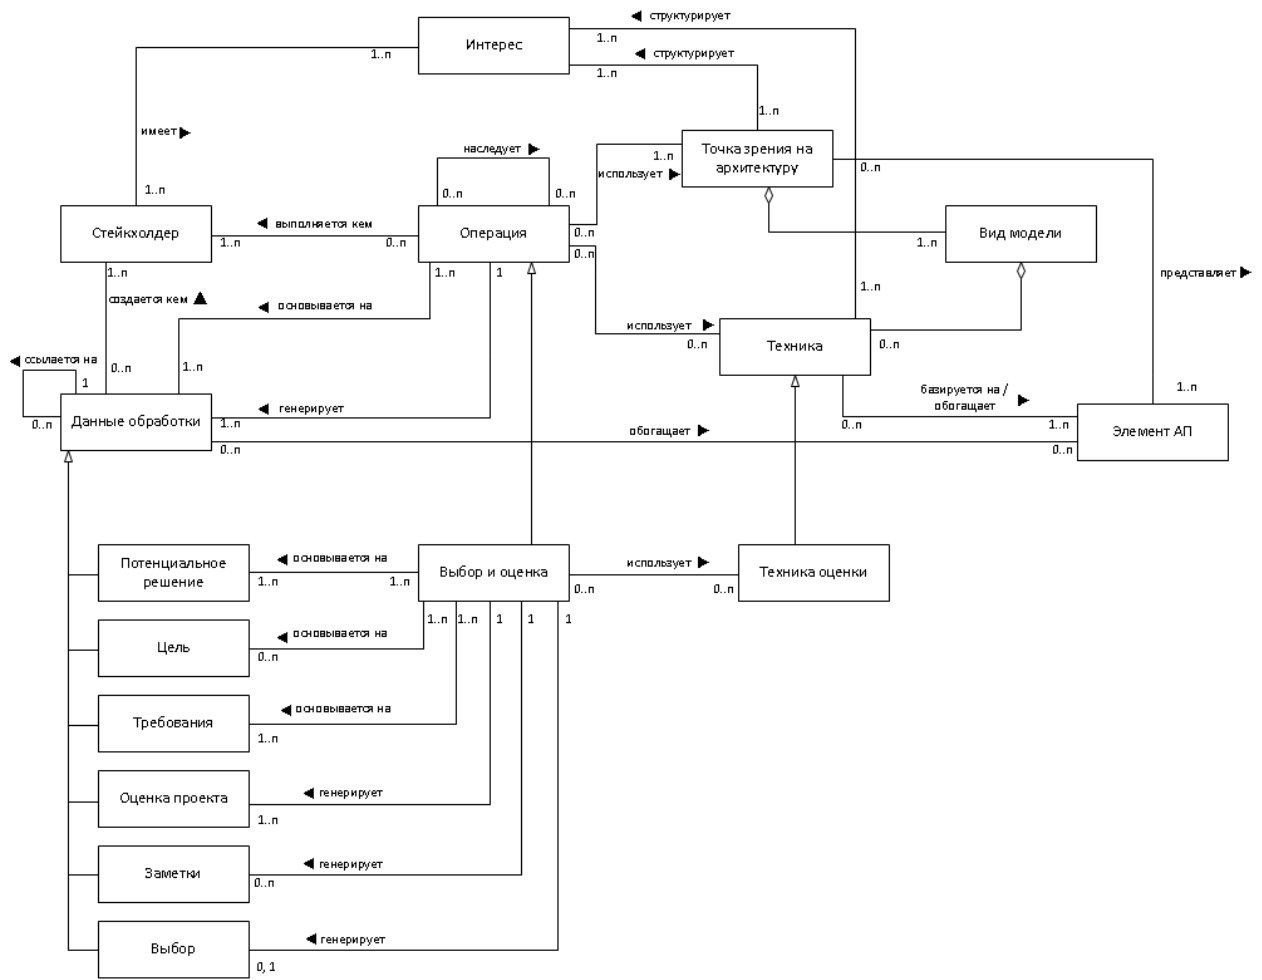 структурирует
1..n
Интерес
1..n
структурирует
1..n
имеет
1..n
1..n
наследует
0..n
0..n
1..n
использует
Точка зрения на
архитектуру
0..n
Стейкхолдер
выполняется кем
1..n
0..n
Операция
0..n
0..n
1..n
Вид модели
1..n
создается кем
основывается на
1..n
1
1..n
представляет
использует
0..n
Техника
0..n
ссылается на
1
0..n
1..n
базируется на /
обогащает
1..n
0..n
Данные обработки
1..n
генерирует
0..n
1..n
Элемент АП
0..n
обогащает
0..n
Потенциальное
решение
основывается на
1..n
1..n
Выбор и оценка
использует
0..n
0..n
Техника оценки
1..n
1..n
1
1
1
Цель
основывается на
0..n
Требования
основывается на
1..n
Оценка проекта
генерирует
1..n
Заметки
генерирует
0..n
Выбор
генерирует
0, 1